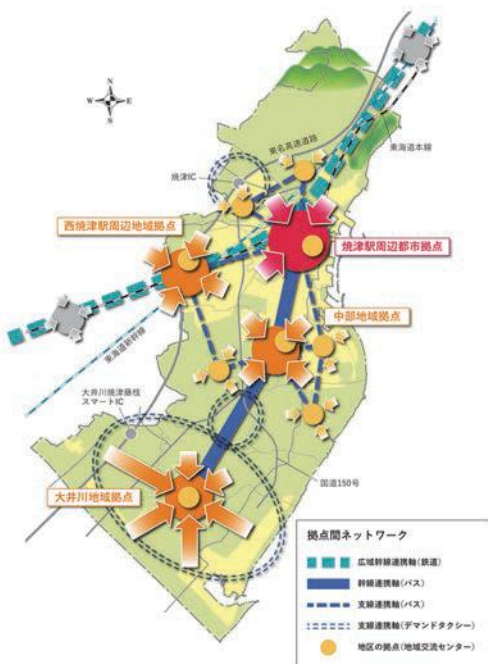 N
W
E
S
東名高速道路
東海道本線
焼津IC
西焼津駅周辺地域拠点
焼津駅周辺都市拠点
中部地域拠点
東海道新幹線
大井川焼津藤枝
スマートIC
国道150号
大井川地域拠点
拠点間ネットワーク
広域幹線連携軸(鉄道)
幹線連携軸(バス)
支線連携軸(バス)
支線連携軸(デマンドタクシー)
地区の拠点(地域交流センター)